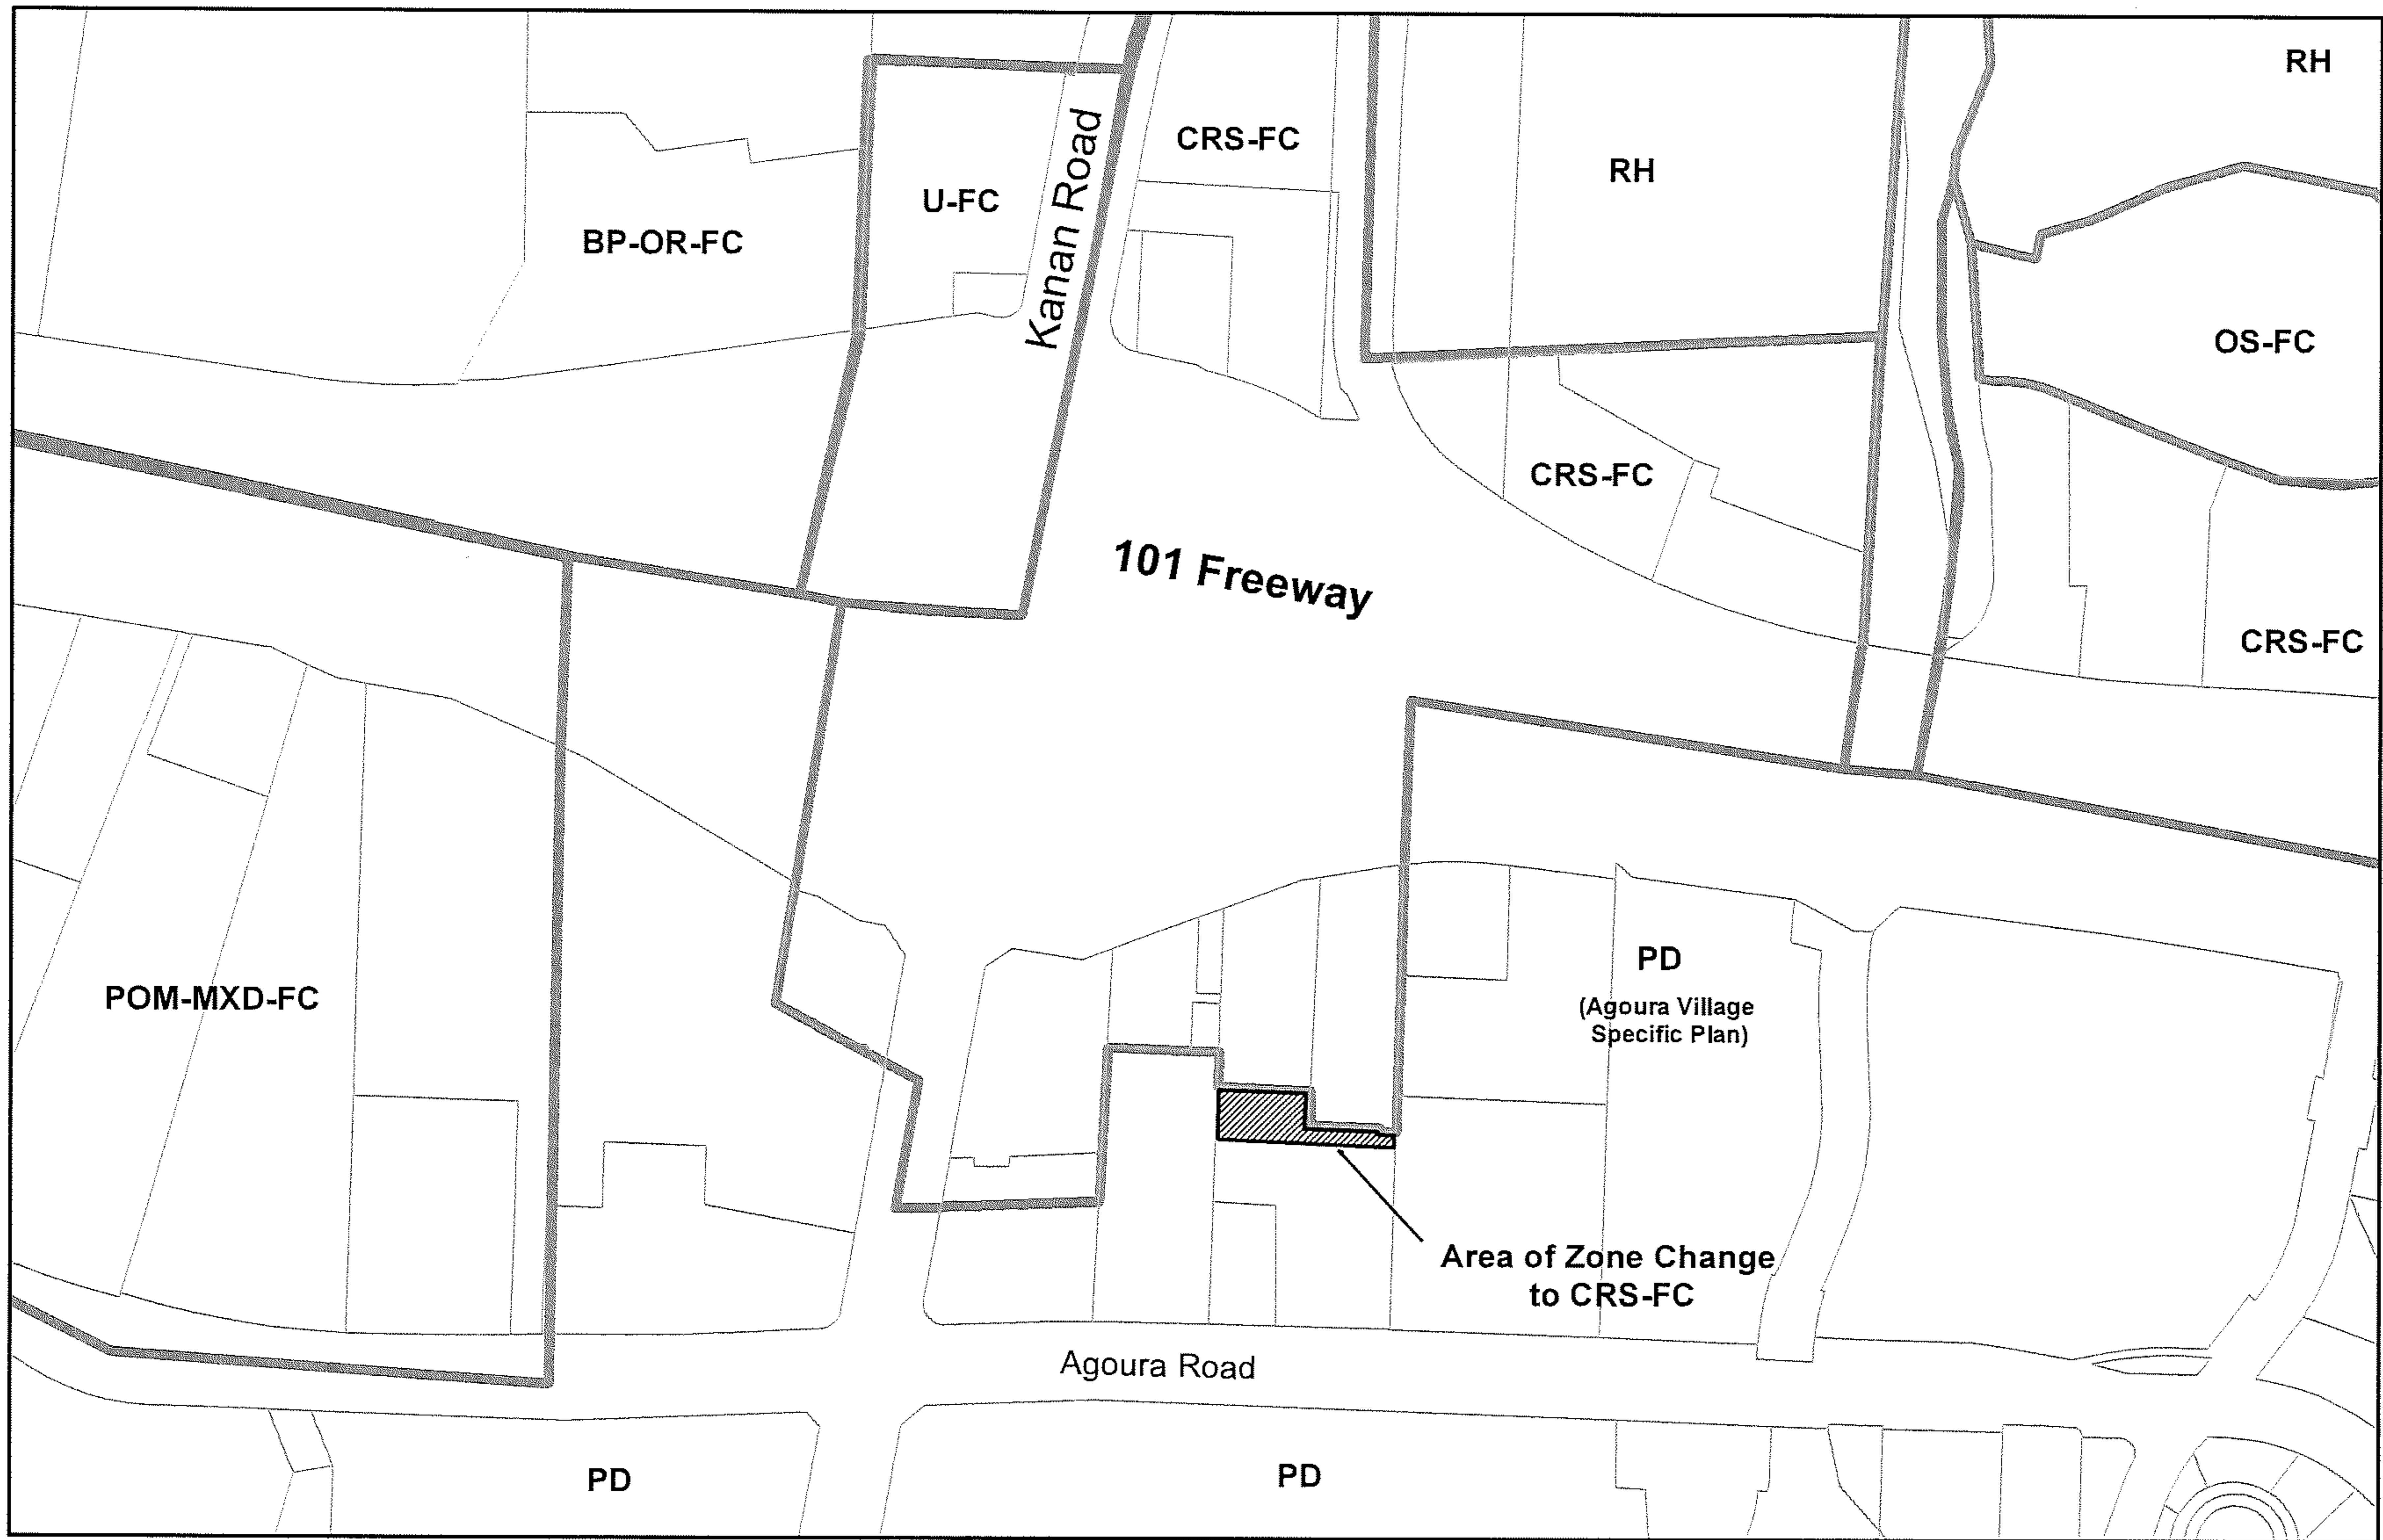 RH
CRS-FC
RH
U-FC
BP-OR-FC
Kanan Road
OS-FC
CRS-FC
101 Freeway
CRS-FC
PD
(Agoura Village
Specific Plan)
POM-MXD-FC
Area of Zone Change
to CRS-FC
Agoura Road
PD
PD